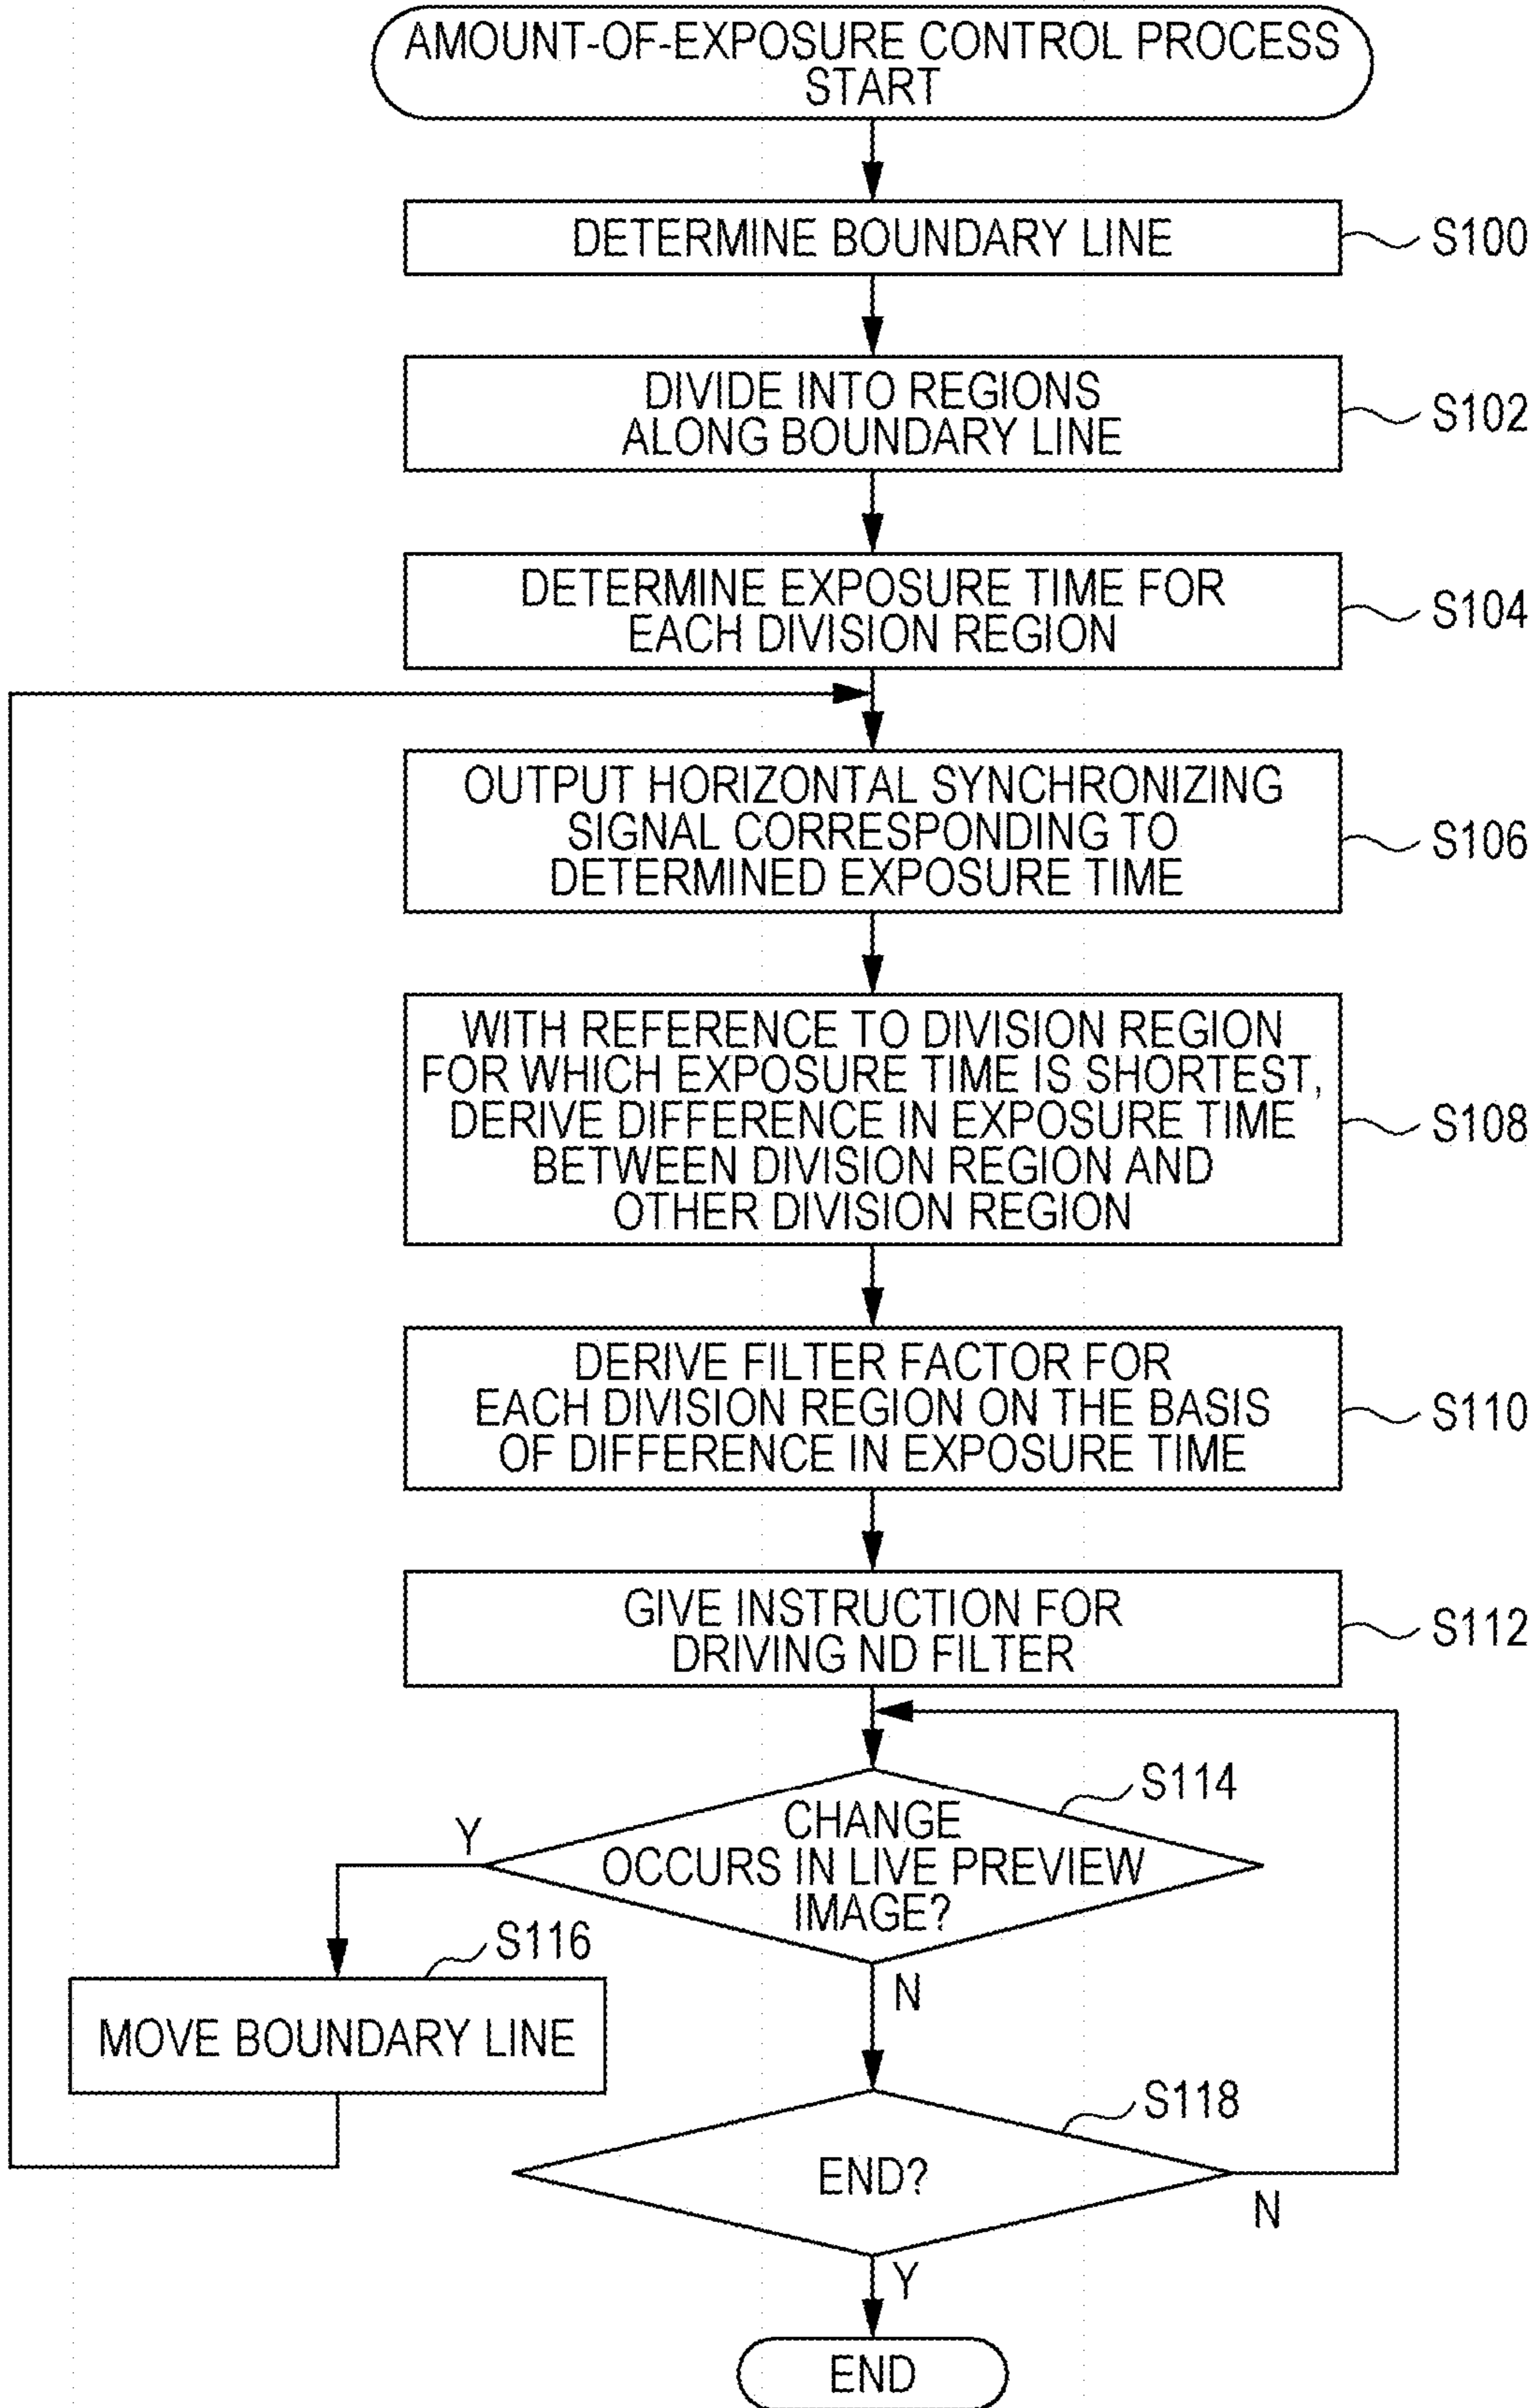 AMOUNT-OF-EXPOSURE CONTROL PROCESS
START
DETERMINE BOUNDARY LINE
S100
DIVIDE INTO REGIONS
ALONG BOUNDARY LINE
S102
DETERMINE EXPOSURE TIME FOR
EACH DIVISION REGION
S104
OUTPUT HORIZONTAL SYNCHRONIZING
SIGNAL CORRESPONDING TO
DETERMINED EXPOSURE TIME
S106
WITH REFERENCE TO DIVISION REGION
FOR WHICH EXPOSURE TIME IS SHORTEST,
DERIVE DIFFERENCE IN EXPOSURE TIME
BETWEEN DIVISION REGION AND
OTHER DIVISION REGION
S108
DERIVE FILTER FACTOR FOR
EACH DIVISION REGION ON THE BASIS
OF DIFFERENCE IN EXPOSURE TIME
S110
GIVE INSTRUCTION FOR
DRIVING ND FILTER
S112
S114
CHANGE
OCCURS IN LIVE PREVIEW
IMAGE?
Y
N
S116
MOVE BOUNDARY LINE
S118
END?
N
Y
END